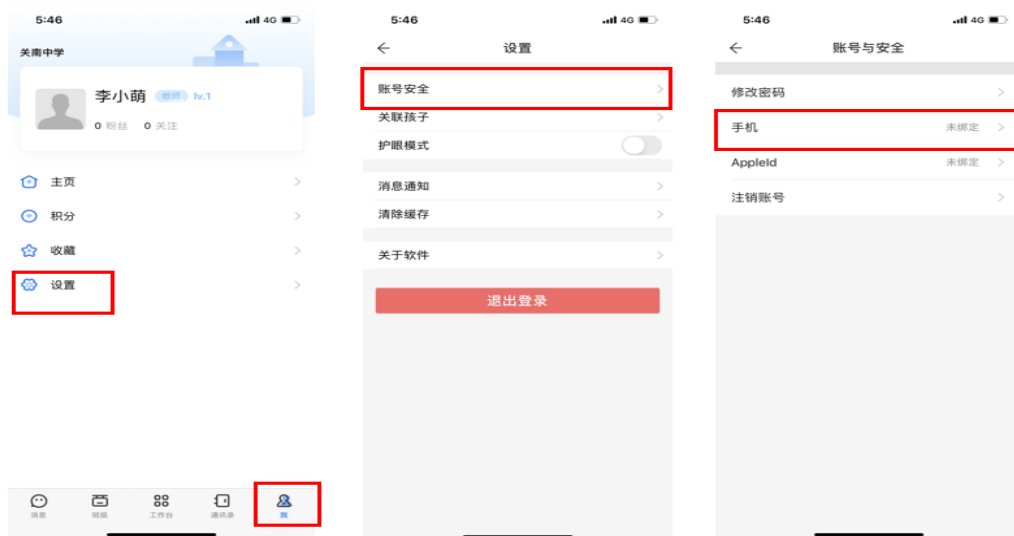 5:46
4G
关南中学
李小萌 教师 lv.1
0 粉丝 0 关注
主页
积分
收藏
设置
消息 班级 工作台 通讯录 我
5:46
4G
设置
账号安全
关联孩子
护眼模式
消息通知
清除缓存
关于软件
退出登录
5:46
4G
账号与安全
修改密码
手机 未绑定
AppleId 未绑定
注销账号